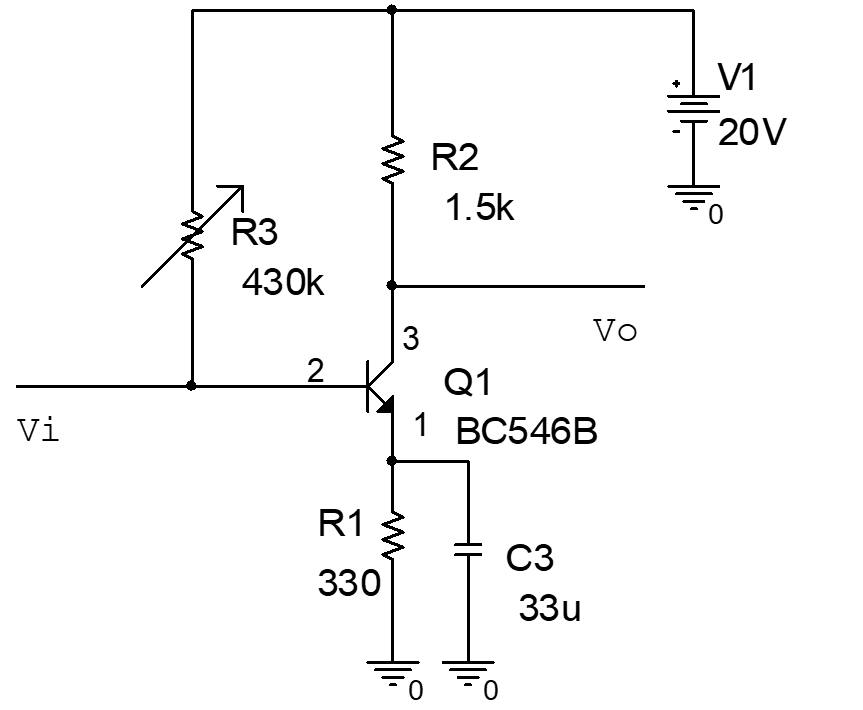 V1
+
-
20V
0
R2
1.5k
R3
430k
Vo
3
2
Q1
Vi
1
BC546B
R1
330
C3
33u
0
0